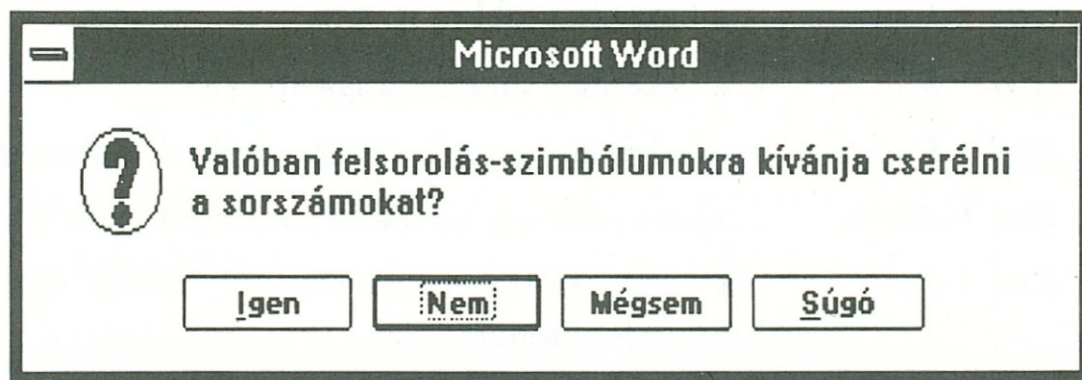 Microsoft Word
Valóban felsorolás-szimbólumokra kívánja cserélni
a sorszámokat?
Igen Nem Mégsem Súgó